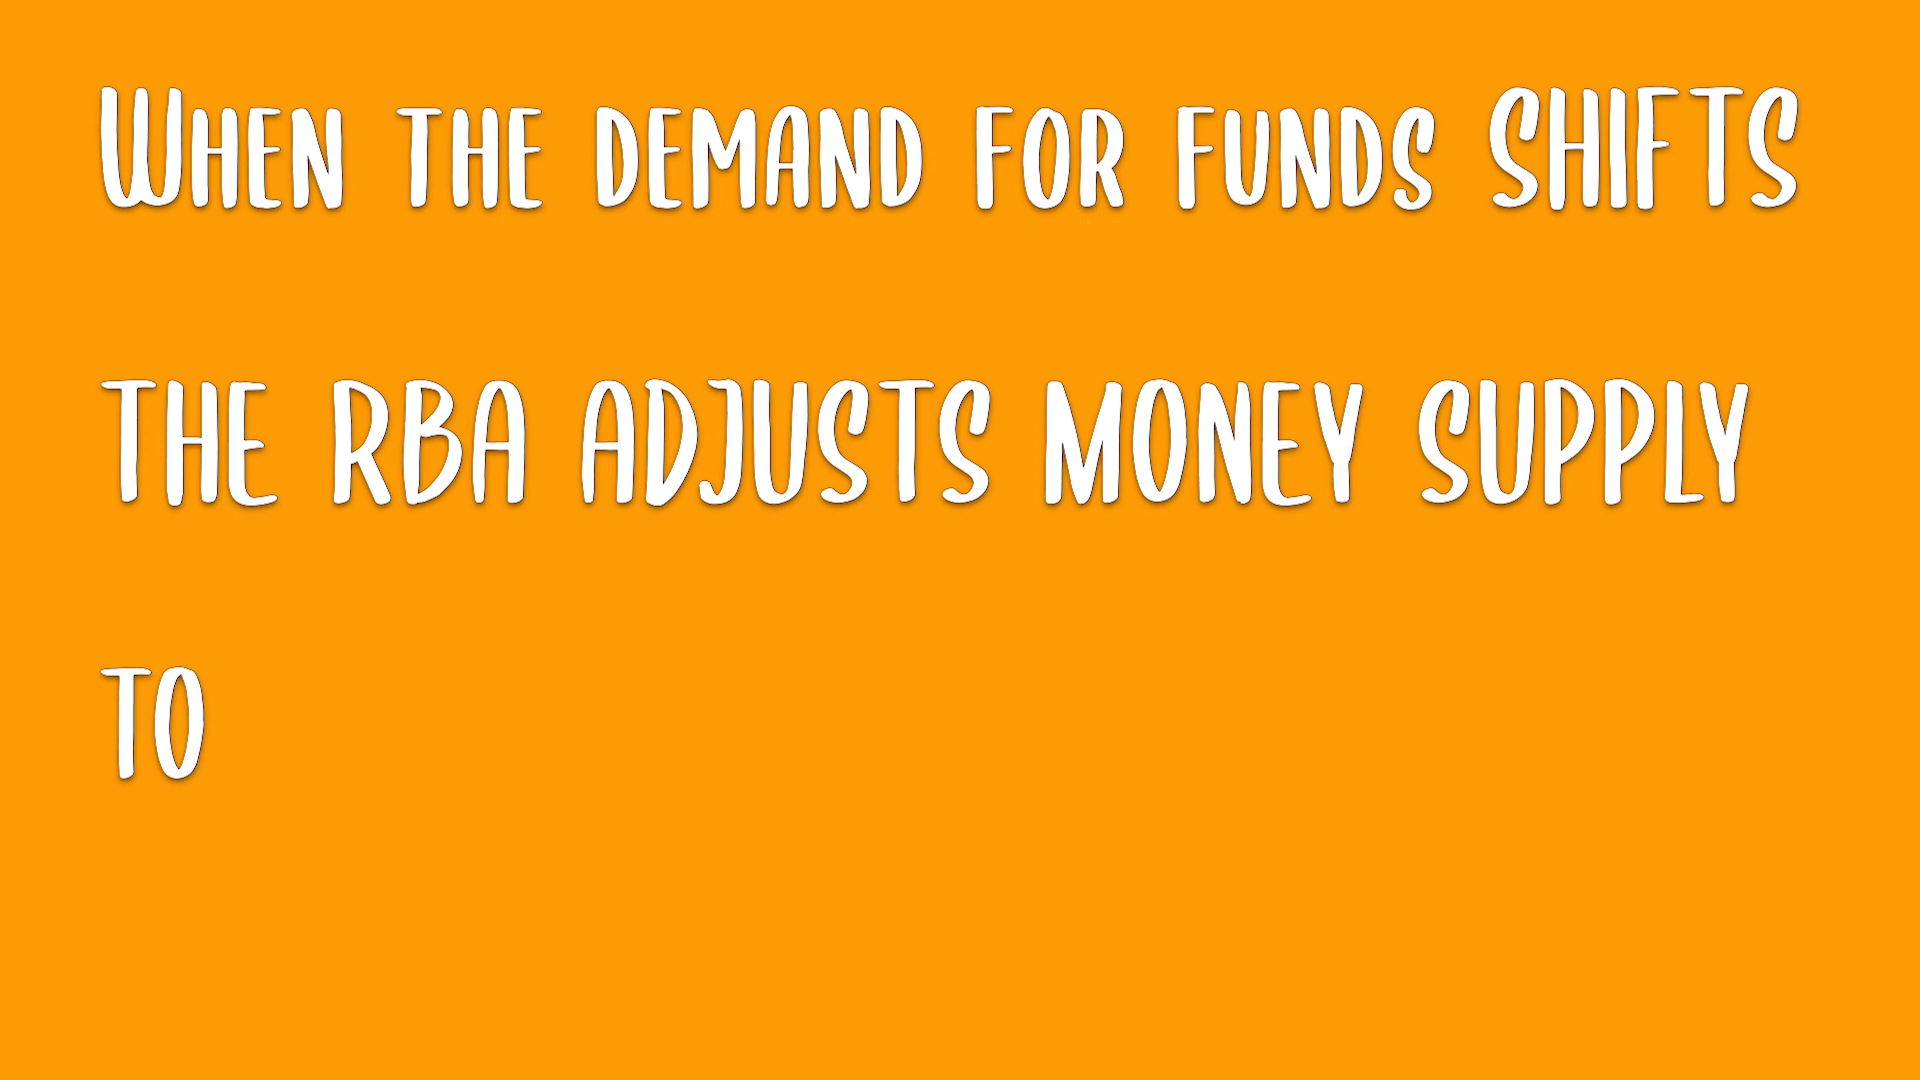 When the demand for funds SHIFTS
THE RBA ADJUSTS MONEY SUPPLY
TO